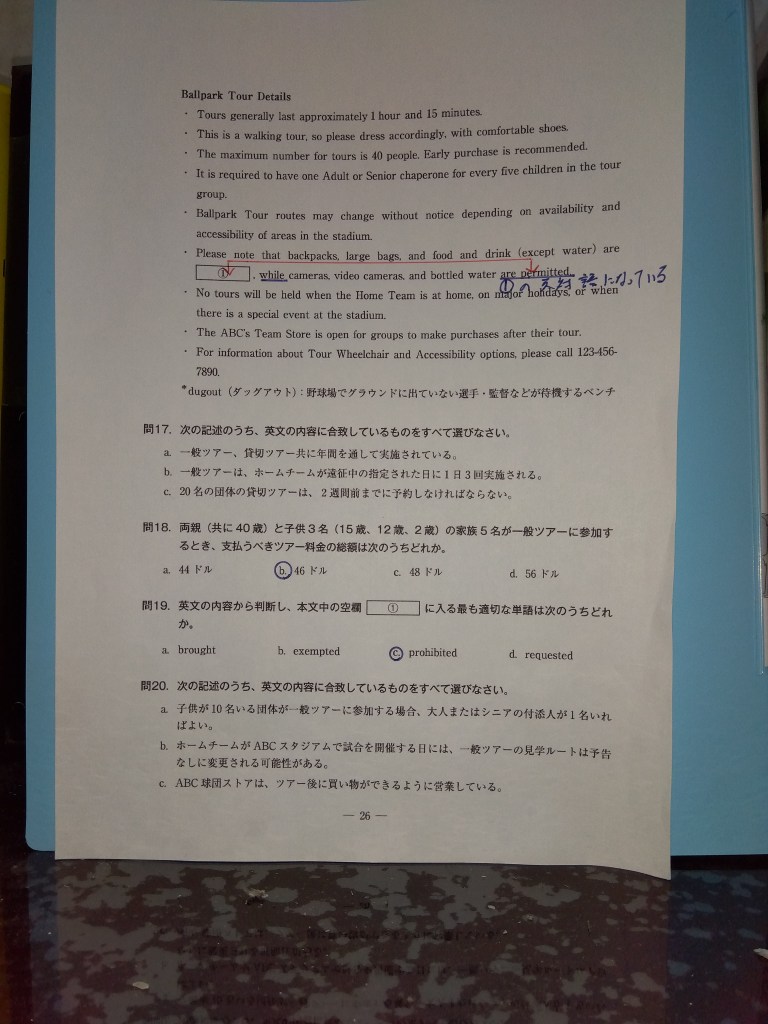 Ballpark Tour Details
・ Tours generally last approximately 1 hour and 15 minutes.
・ This is a walking tour, so please dress accordingly, with comfortable shoes.
・ The maximum number for tours is 40 people. Early purchase is recommended.
・ It is required to have one Adult or Senior chaperone for every five children in the tour
group.
・ Ballpark Tour routes may change without notice depending on availability and
accessibility of areas in the stadium.
・ Please note that backpacks, large bags, and food and drink (except water) are
①, while cameras, video cameras, and bottled water are permitted.
①の反対語になっている
・ No tours will be held when the Home Team is at home, on major holidays, or when
there is a special event at the stadium.
・ The ABC's Team Store is open for groups to make purchases after their tour.
・ For information about Tour Wheelchair and Accessibility options, please call 123-456-
7890.
*dugout（ダッグアウト）: 野球場でグラウンドに出ていない選手・監督などが待機するベンチ
問17. 次の記述のうち、英文の内容に合致しているものをすべて選びなさい。
a. 一般ツアー、貸切ツアー共に年間を通して実施されている。
b. 一般ツアーは、ホームチームが遠征中の指定された日に1日3回実施される。
c. 20名の団体の貸切ツアーは、2週間前までに予約しなければならない。
問18. 両親（共に40歳）と子供3名（15歳、12歳、2歳）の家族5名が一般ツアーに参加す
るとき、支払うべきツアー料金の総額は次のうちどれか。
a. 44ドル b. 46ドル c. 48ドル d. 56ドル
問19. 英文の内容から判断し、本文中の空欄 ① に入る最も適切な単語は次のうちどれ
か。
a. brought b. exempted c. prohibited d. requested
問20. 次の記述のうち、英文の内容に合致しているものをすべて選びなさい。
a. 子供が10名いる団体が一般ツアーに参加する場合、大人またはシニアの付添人が1名いれ
ばよい。
b. ホームチームがABCスタジアムで試合を開催する日には、一般ツアーの見学ルートは予告
なしに変更される可能性がある。
c. ABC球団ストアは、ツアー後に買い物ができるように営業している。
— 26 —